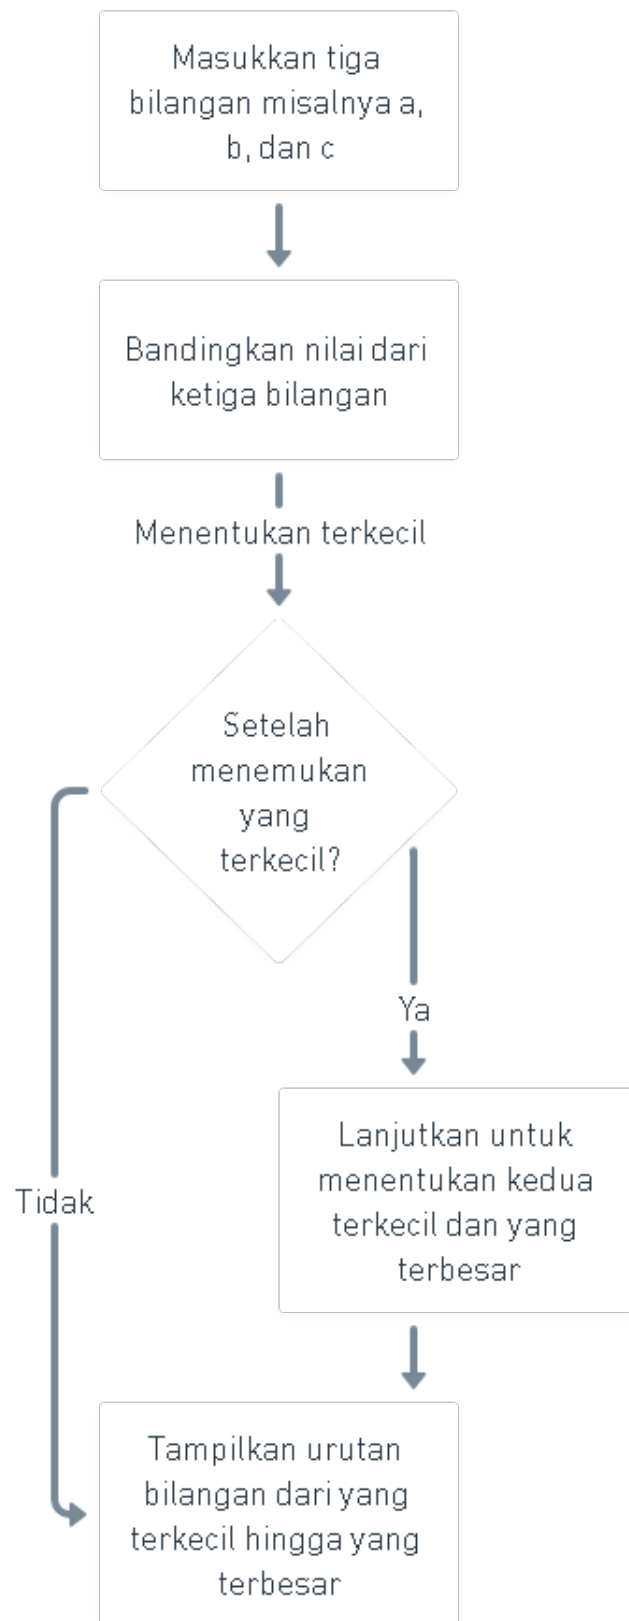 Masukkan tiga
bilangan misalnya a,
b, dan c
Bandingkan nilai dari
ketiga bilangan
Menentukan terkecil
Setelah
menemukan
yang
terkecil?
Ya
Lanjutkan untuk
menentukan kedua
terkecil dan yang
terbesar
Tidak
Tampilkan urutan
bilangan dari yang
terkecil hingga yang
terbesar